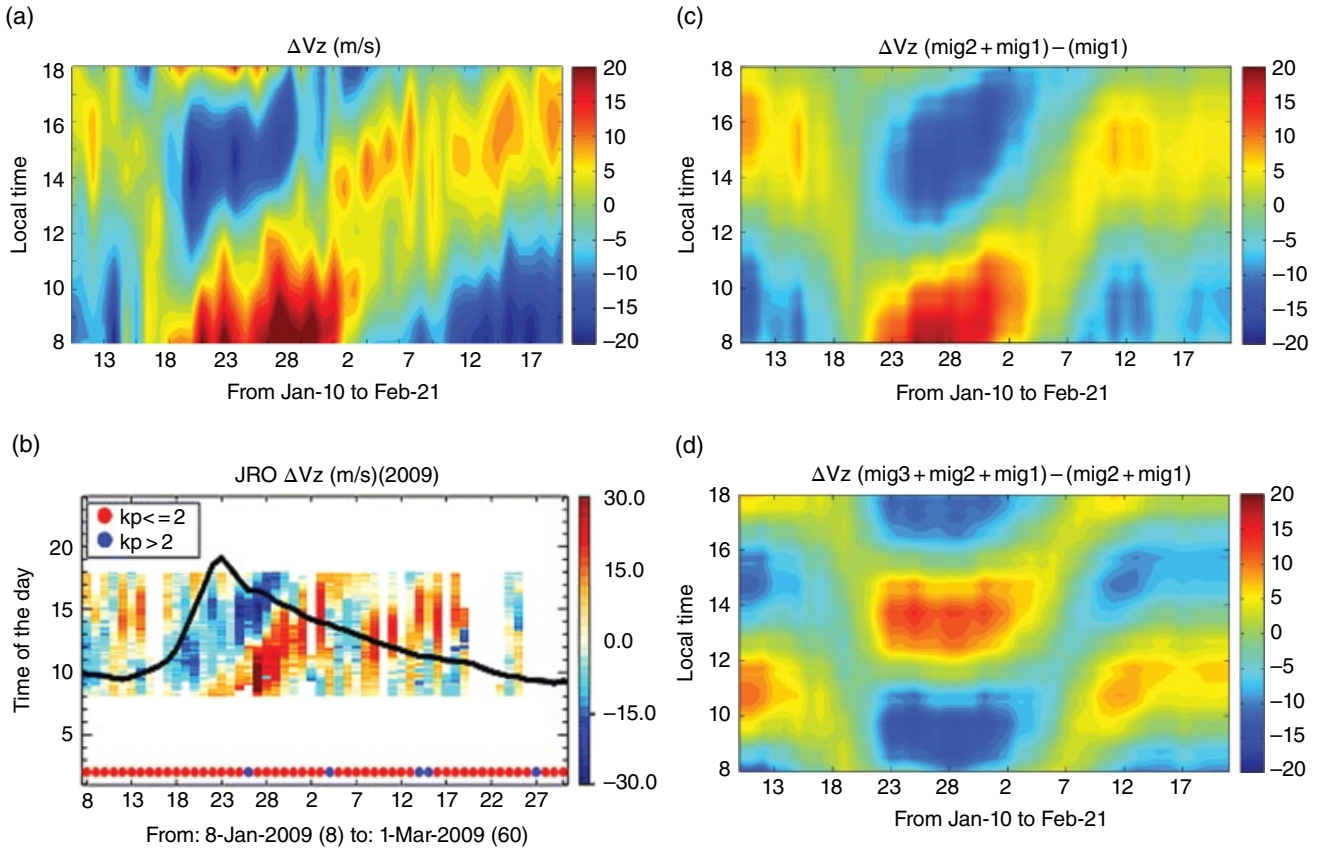 (a)
ΔVz (m/s)
18
16
14
12
10
8
Local time
13 18 23 28 2 7 12 17
From Jan-10 to Feb-21
20
15
10
5
0
−5
−10
−15
−20
(c)
ΔVz (mig2 + mig1) − (mig1)
18
16
14
12
10
8
Local time
13 18 23 28 2 7 12 17
From Jan-10 to Feb-21
20
15
10
5
0
−5
−10
−15
−20
(b)
JRO ΔVz (m/s)(2009)
kp<=2
kp>2
20
15
10
5
Time of the day
8 13 18 23 28 2 7 12 17 22 27
From: 8-Jan-2009 (8) to: 1-Mar-2009 (60)
30.0
15.0
0.0
−15.0
−30.0
(d)
ΔVz (mig3 + mig2 + mig1) − (mig2 + mig1)
18
16
14
12
10
8
Local time
13 18 23 28 2 7 12 17
From Jan-10 to Feb-21
20
15
10
5
0
−5
−10
−15
−20